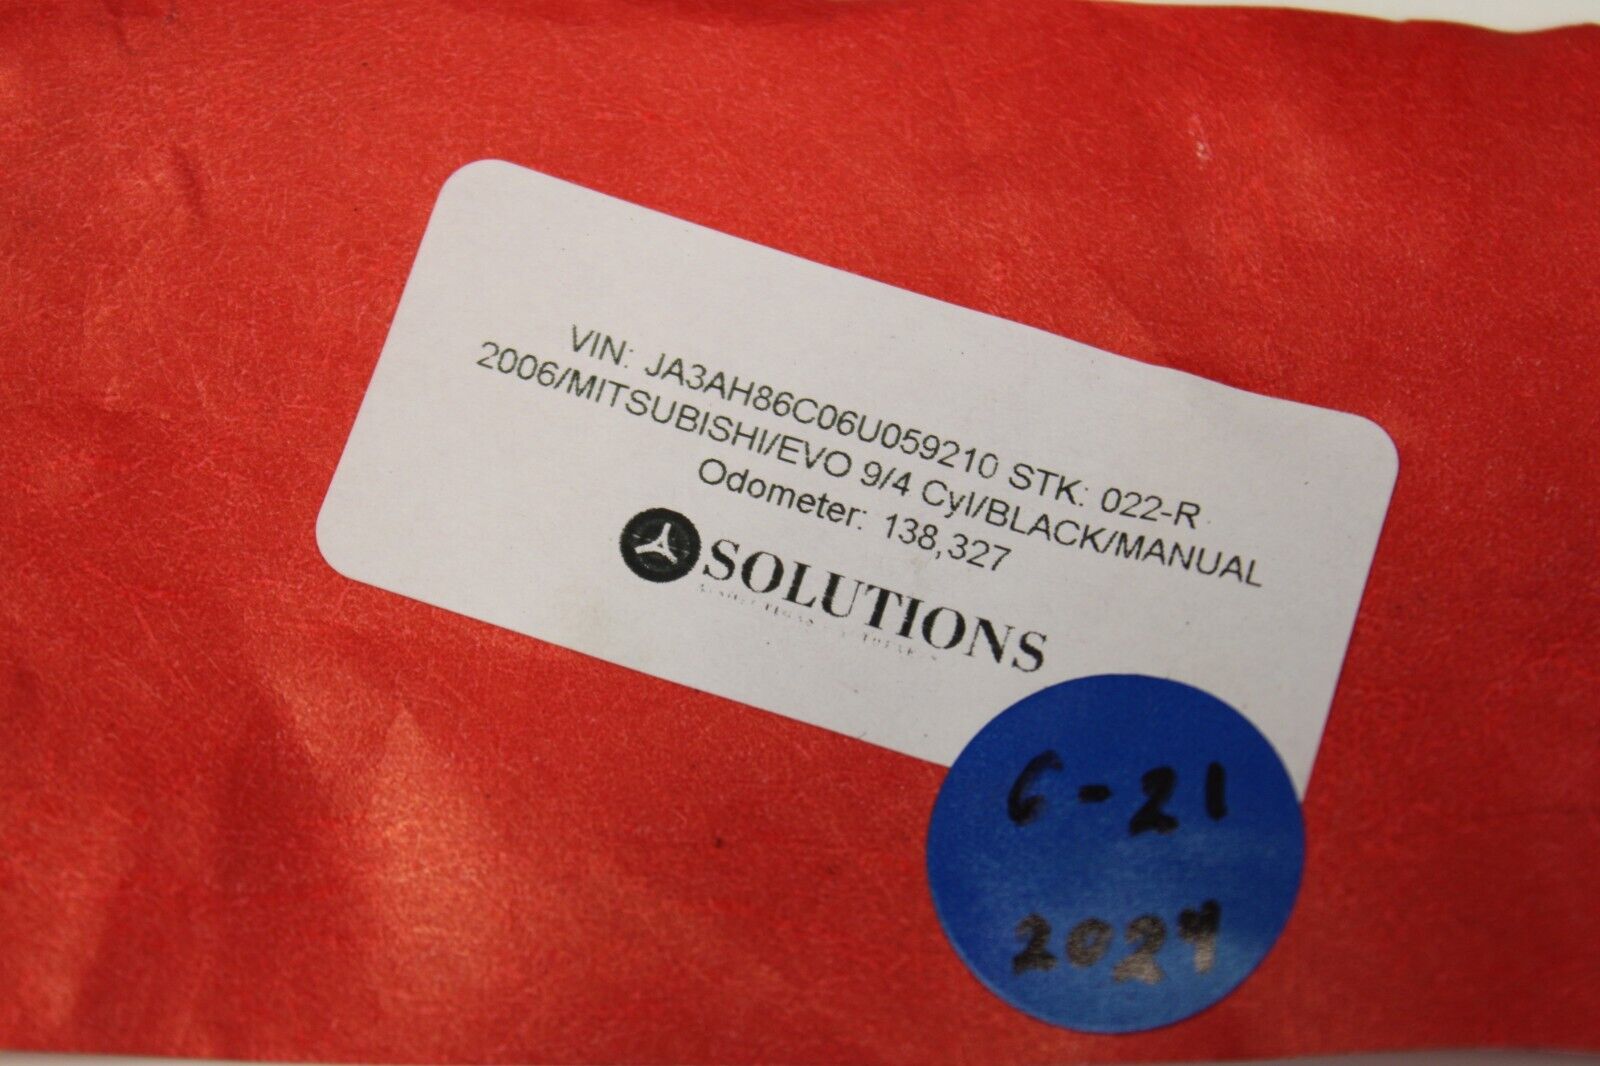 VIN: JA3AH86C06U059210 STK: 022-R
2006/MITSUBISHI/EVO 9/4 Cyl/BLACK/MANUAL
Odometer: 138,327
SOLUTIONS
6-21
2024